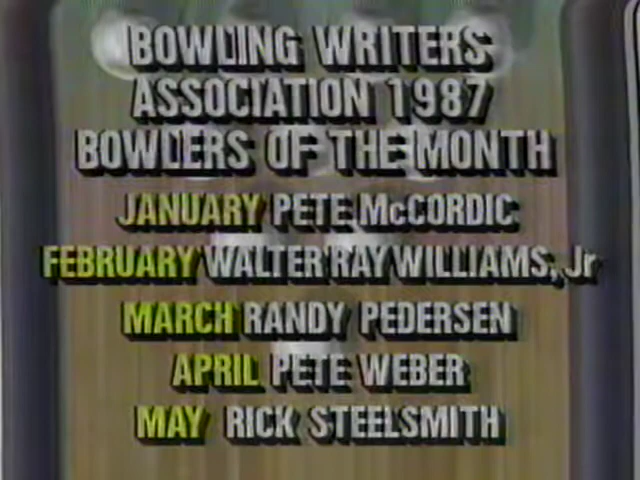 BOWLING WRITERS
ASSOCIATION 1987
BOWLERS OF THE MONTH
JANUARY PETE McCORDIC
FEBRUARY WALTER RAY WILLIAMS, Jr
MARCH RANDY PEDERSEN
APRIL PETE WEBER
MAY RICK STEELSMITH